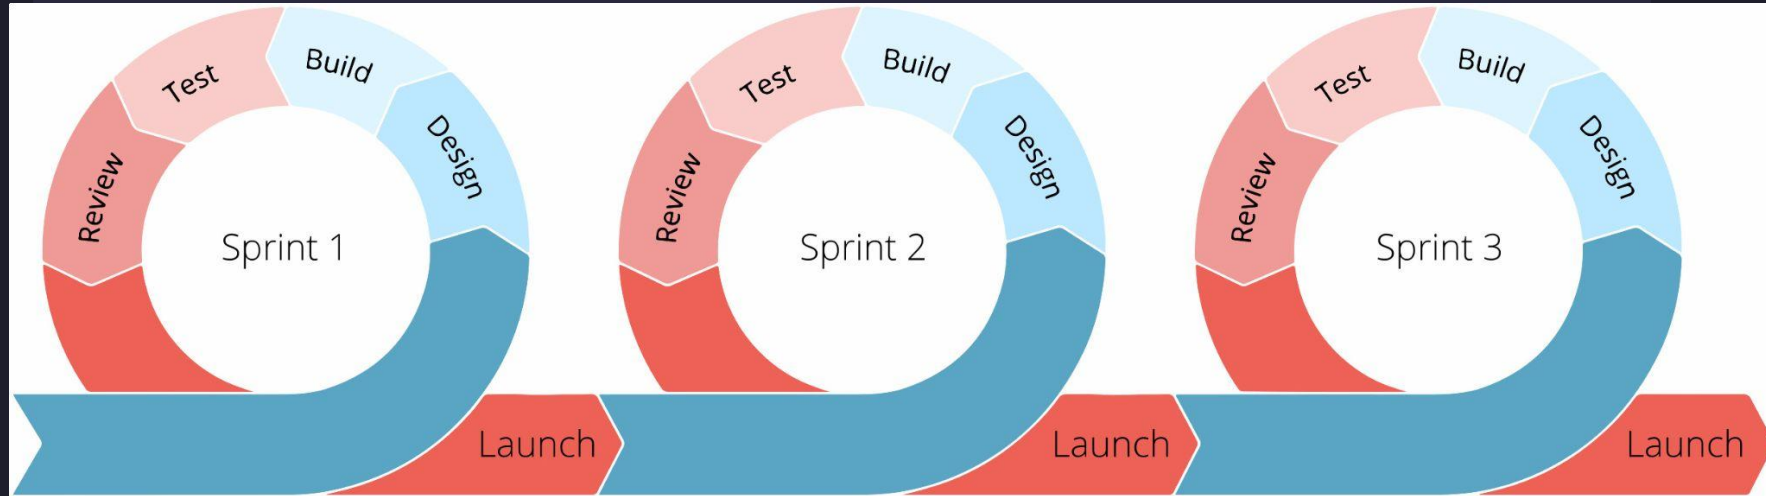 Test
Build
Design
Review
Sprint 1
Launch
Test
Build
Design
Review
Sprint 2
Launch
Test
Build
Design
Review
Sprint 3
Launch